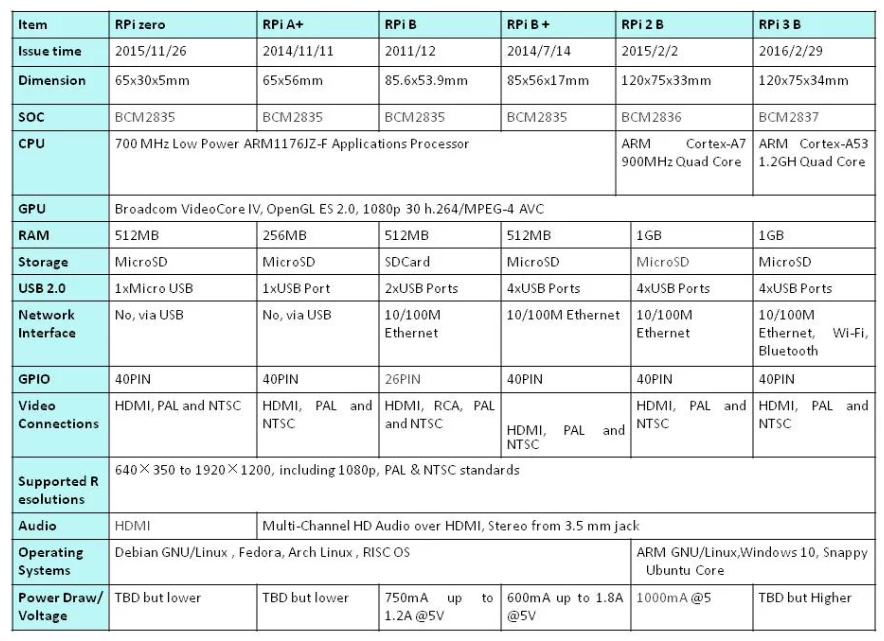 Item RPi zero RPi A+ RPi B RPi B + RPi 2 B RPi 3 B
Issue time 2015/11/26 2014/11/11 2011/12 2014/7/14 2015/2/2 2016/2/29
Dimension 65x30x5mm 65x56mm 85.6x53.9mm 85x56x17mm 120x75x33mm 120x75x34mm
SOC BCM2835 BCM2835 BCM2835 BCM2835 BCM2836 BCM2837
CPU 700 MHz Low Power ARM1176JZ-F Applications Processor ARM Cortex-A7 ARM Cortex-A53
900MHz Quad Core 1.2GH Quad Core
GPU Broadcom VideoCore IV, OpenGL ES 2.0, 1080p 30 h.264/MPEG-4 AVC
RAM 512MB 256MB 512MB 512MB 1GB 1GB
Storage MicroSD MicroSD SDCard MicroSD MicroSD MicroSD
USB 2.0 1xMicro USB 1xUSB Port 2xUSB Ports 4xUSB Ports 4xUSB Ports 4xUSB Ports
Network No, via USB No, via USB 10/100M 10/100M Ethernet 10/100M 10/100M
Interface Ethernet Ethernet Ethernet, Wi-Fi,
Bluetooth
GPIO 40PIN 40PIN 26PIN 40PIN 40PIN 40PIN
Video HDMI, PAL and NTSC HDMI, PAL and HDMI, RCA, PAL HDMI, PAL and HDMI, PAL and
Connections NTSC and NTSC HDMI, PAL and NTSC NTSC
NTSC
640×350 to 1920×1200, including 1080p, PAL & NTSC standards
Supported R
esolutions
Audio HDMI Multi-Channel HD Audio over HDMI, Stereo from 3.5 mm jack
Operating Debian GNU/Linux , Fedora, Arch Linux , RISC OS ARM GNU/Linux,Windows 10, Snappy
Systems Ubuntu Core
Power Draw/ TBD but lower TBD but lower 750mA up to 600mA up to 1.8A 1000mA @5 TBD but Higher
Voltage 1.2A @5V @5V